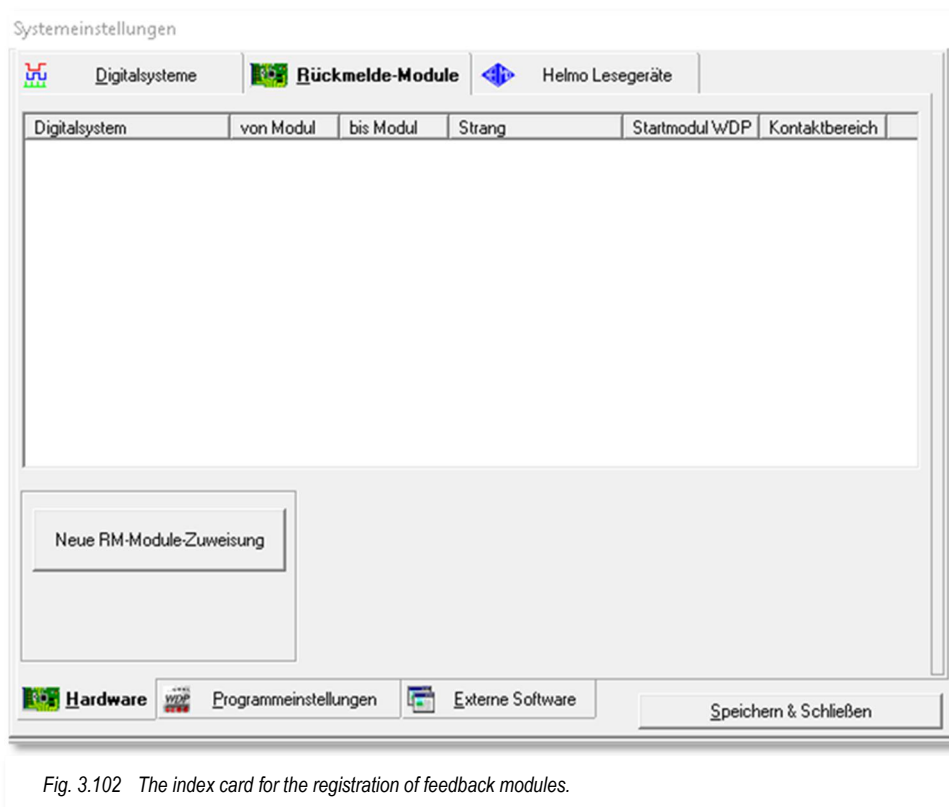 Systemeinstellungen
Digitalsysteme Rückmelde-Module Helmo Lesegeräte
Digitalsystem von Modul bis Modul Strang Startmodul WDP Kontaktbereich
Neue RM-Module-Zuweisung
Hardware WDP Programmeinstellungen Externe Software
Speichern & Schließen
Fig. 3.102 The index card for the registration of feedback modules.